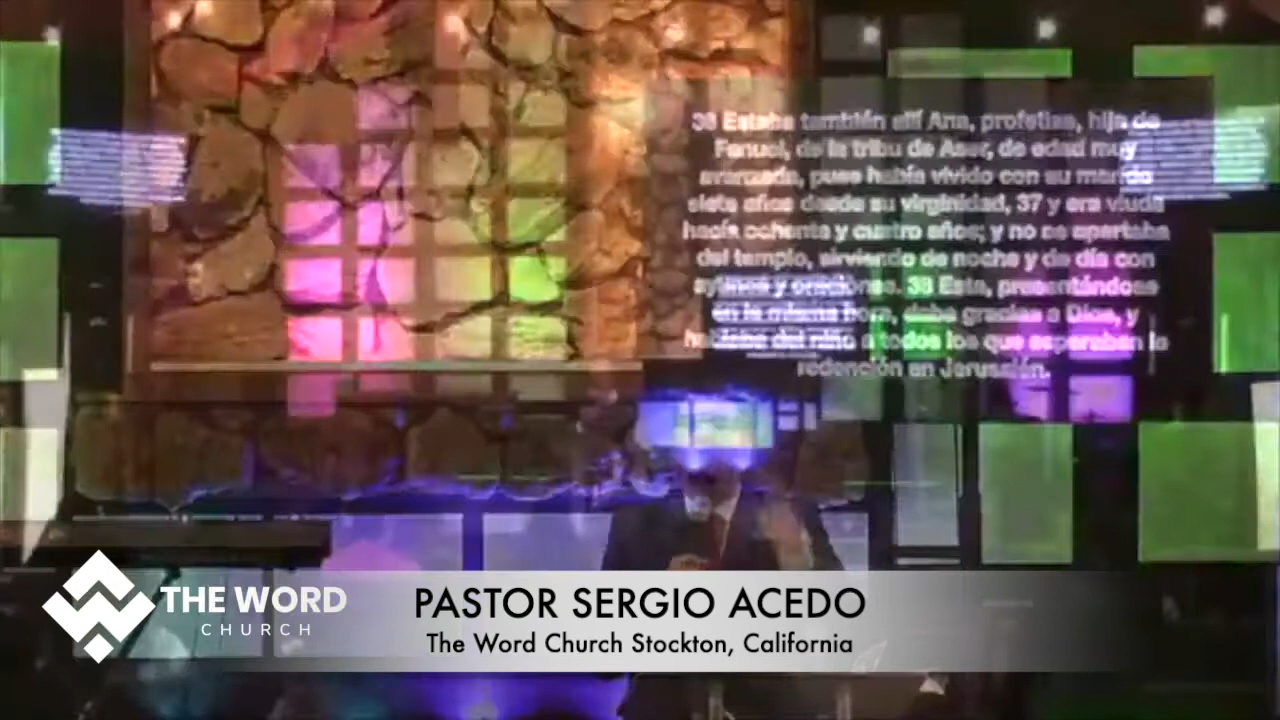 36 Estaba también allí Ana, profetisa, hija de
Fanuel, de la tribu de Aser, de edad muy
avanzada, pues había vivido con su marido
siete años desde su virginidad, 37 y era viuda
hacía ochenta y cuatro años; y no se apartaba
del templo, sirviendo de noche y de día con
ayunos y oraciones. 38 Esta, presentándose
en la misma hora, daba gracias a Dios, y
hablaba del niño a todos los que esperaban la
redención en Jerusalén.
THE WORD
CHURCH
PASTOR SERGIO ACEDO
The Word Church Stockton, California